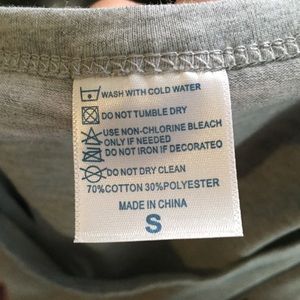 WASH WITH COLD WATER
DO NOT TUMBLE DRY
USE NON-CHLORINE BLEACH
ONLY IF NEEDED
DO NOT IRON IF DECORATEO
DO NOT DRY CLEAN
70%COTTON 30%POLYESTER
MADE IN CHINA
S